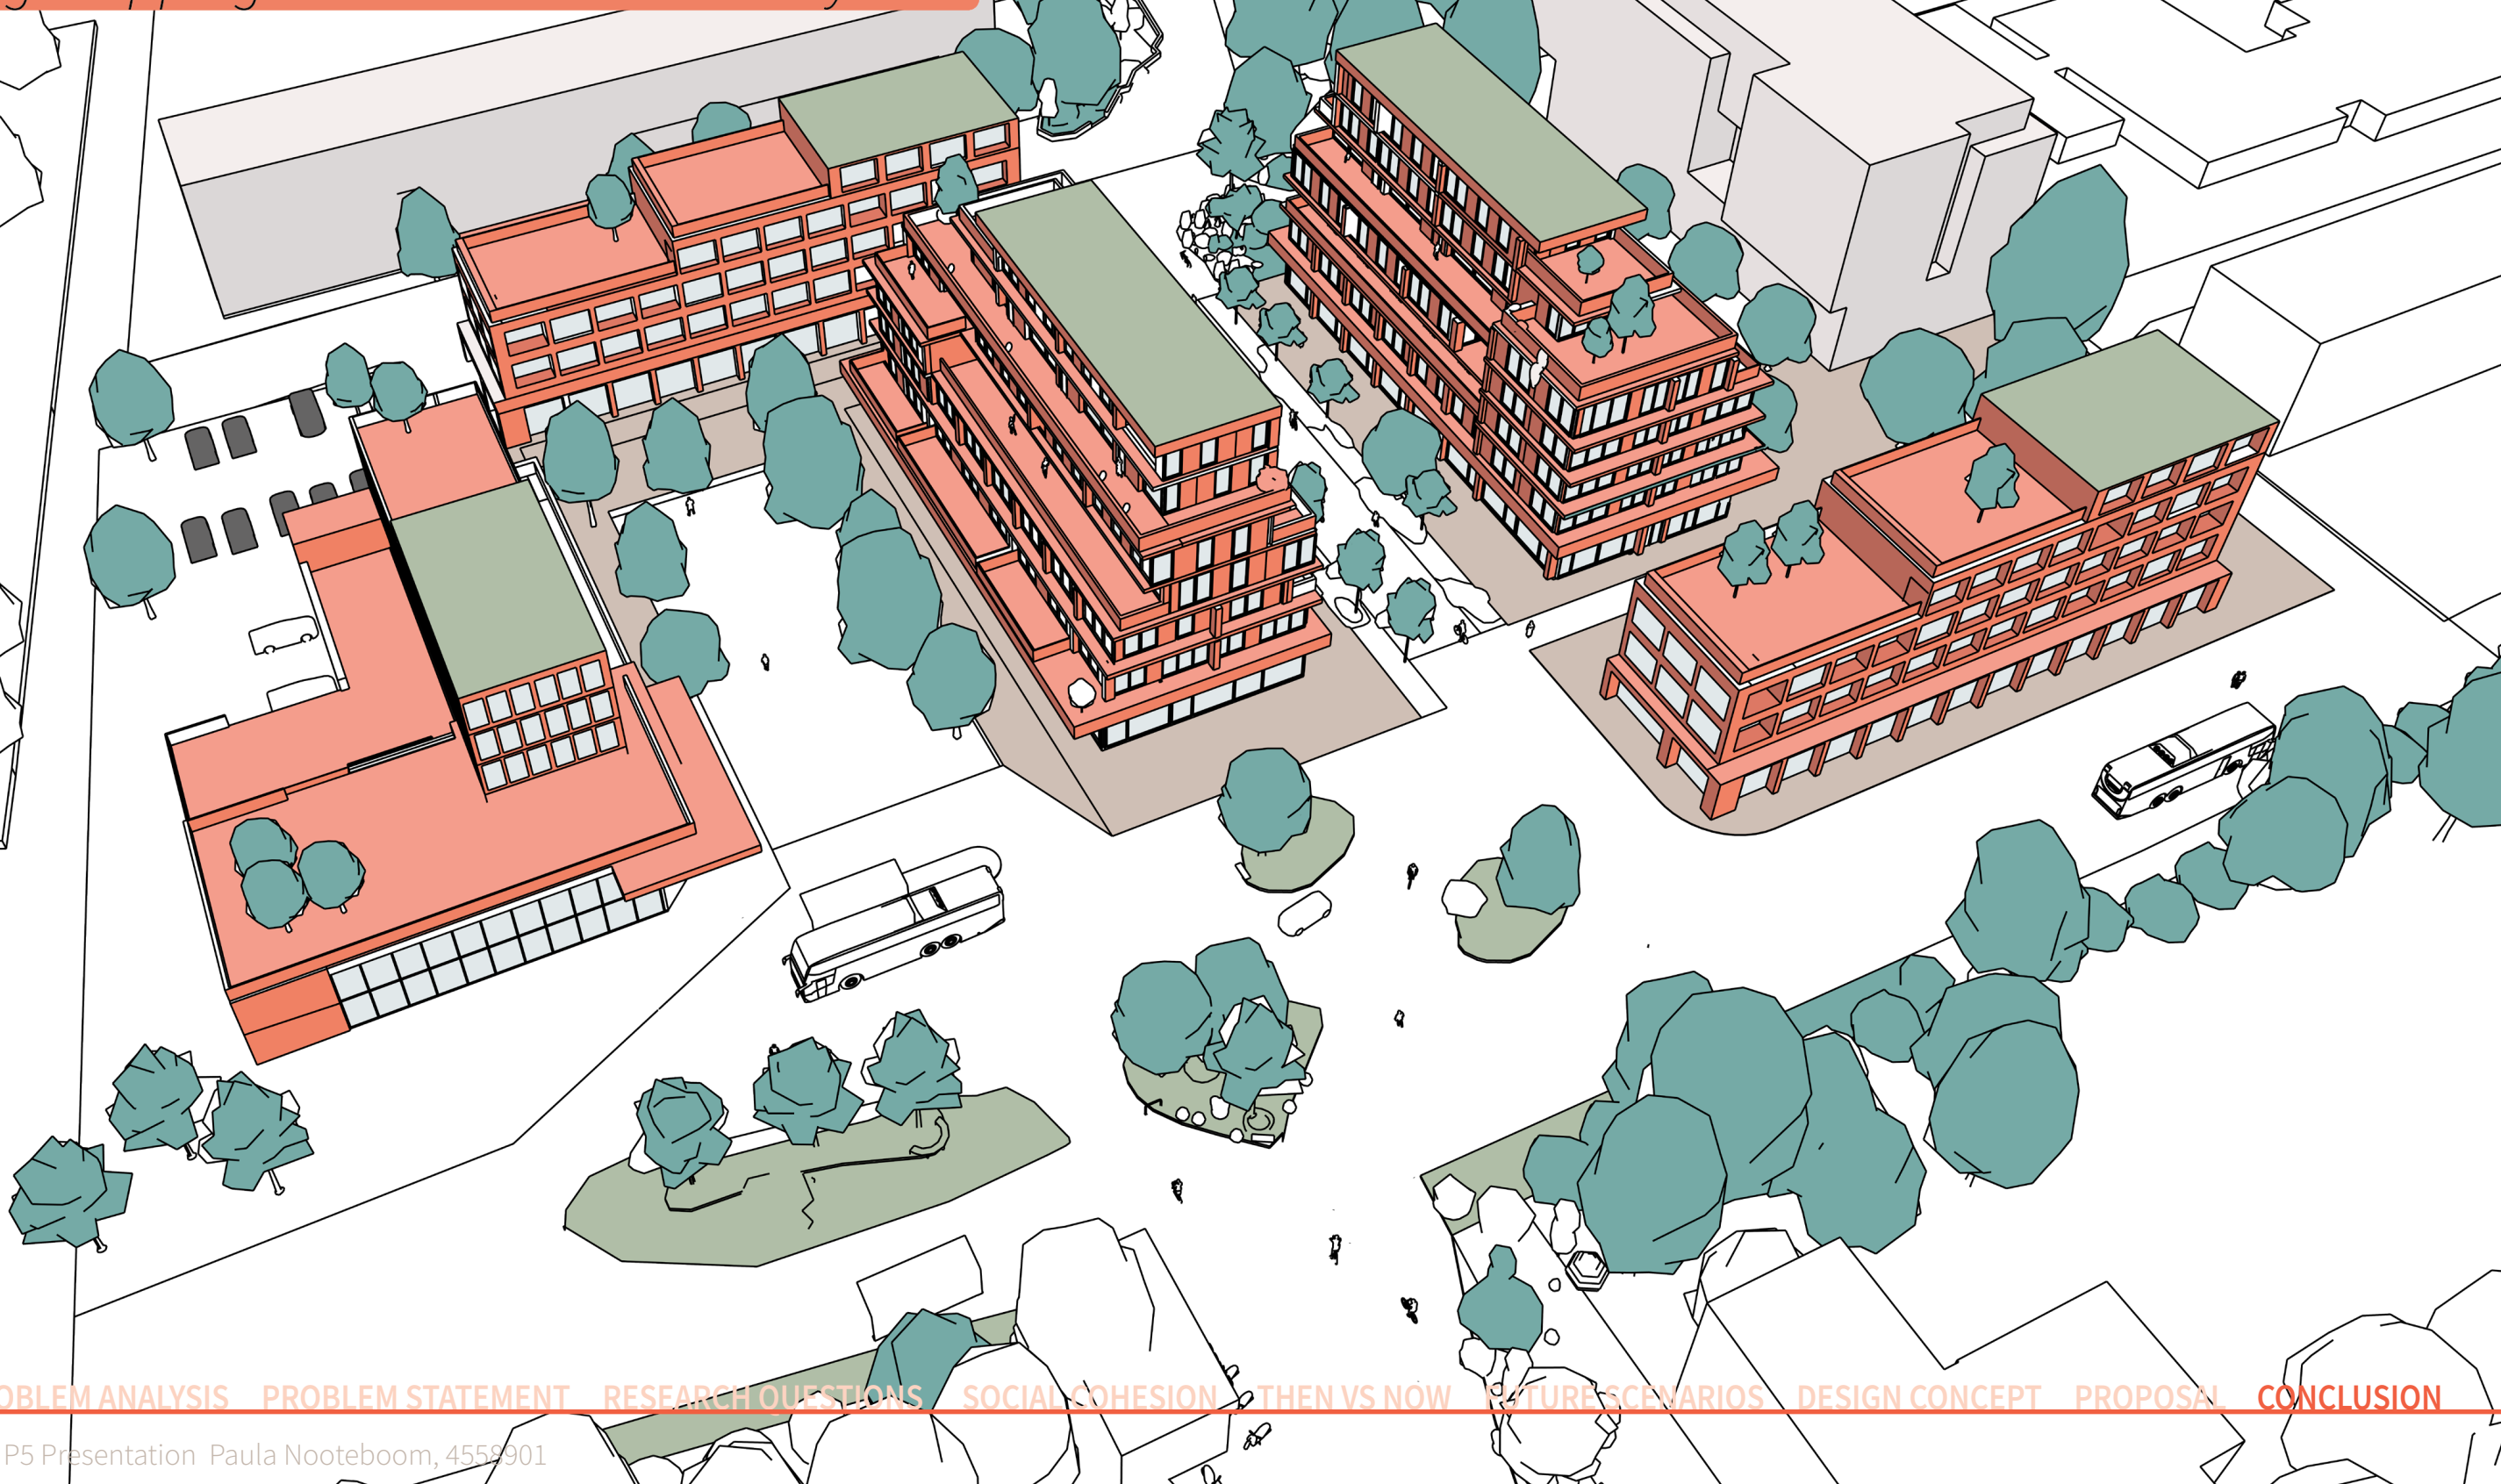 OBLEM ANALYSIS PROBLEM STATEMENT RESEARCH QUESTIONS SOCIAL COHESION THEN VS NOW FUTURE SCENARIOS DESIGN CONCEPT PROPOSAL CONCLUSION
P5 Presentation Paula Nooteboom, 4558901